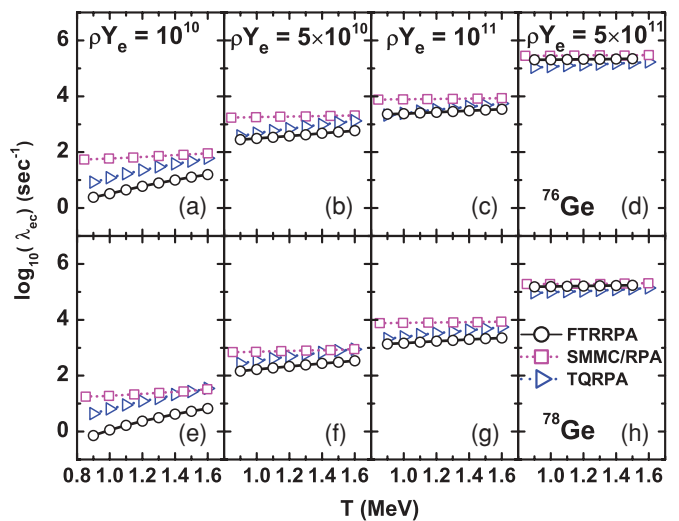 ρYe = 10^10 ρYe = 5×10^10 ρYe = 10^11 ρYe = 5×10^11
6
4
2
0
(a) (b) (c) (d)
76Ge
log10(λec) (sec-1)
6
4
2
0
FTRRPA
SMMC/RPA
TQRPA
(e) (f) (g) (h)
78Ge
0.8 1.0 1.2 1.4 1.6 1.0 1.2 1.4 1.6 1.0 1.2 1.4 1.6 1.0 1.2 1.4 1.6
T (MeV)